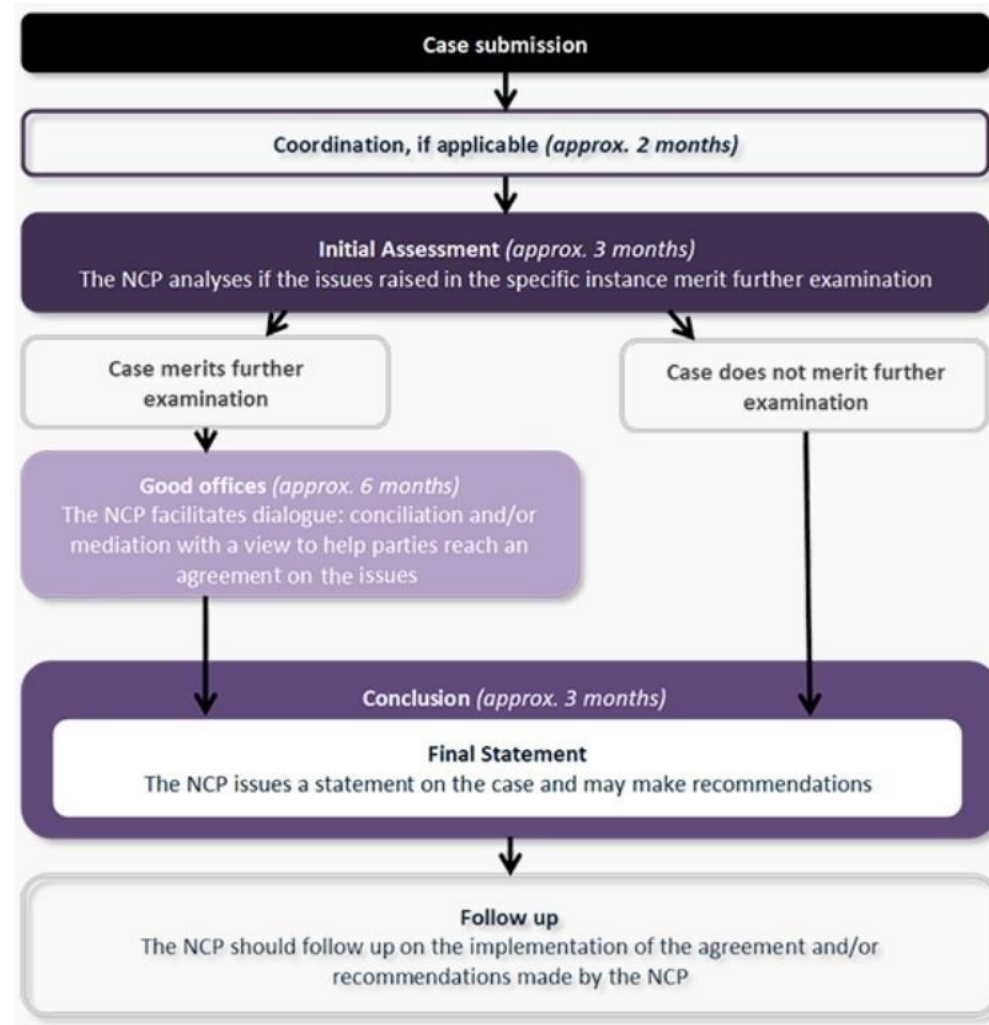 Case submission
Coordination, if applicable (approx. 2 months)
Initial Assessment (approx. 3 months)
The NCP analyses if the issues raised in the specific instance merit further examination
Case merits further
examination
Case does not merit further
examination
Good offices (approx. 6 months)
The NCP facilitates dialogue: conciliation and/or
mediation with a view to help parties reach an
agreement on the issues
Conclusion (approx. 3 months)
Final Statement
The NCP issues a statement on the case and may make recommendations
Follow up
The NCP should follow up on the implementation of the agreement and/or
recommendations made by the NCP